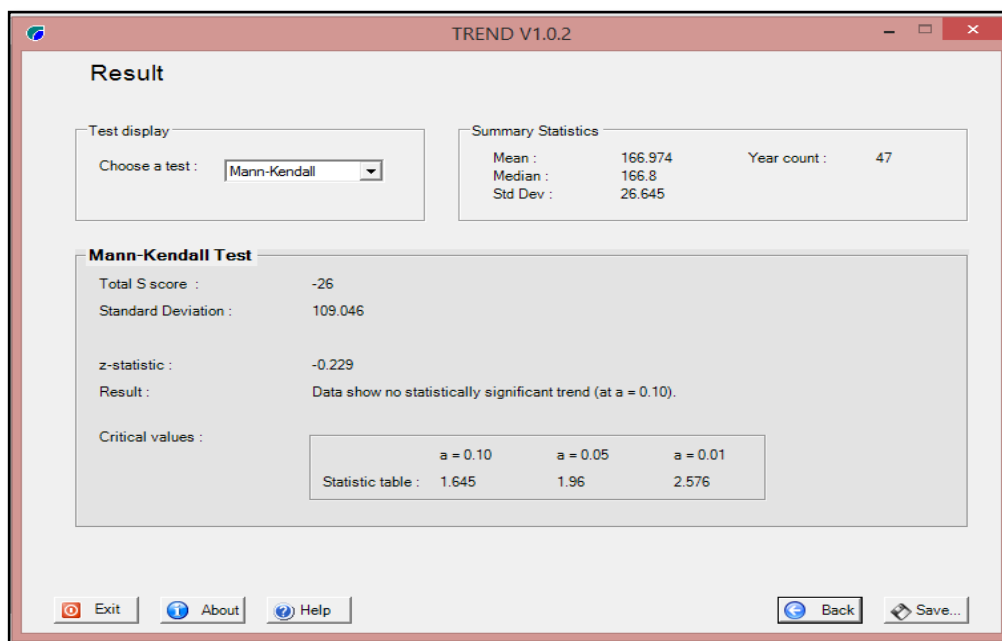 TREND V1.0.2
Result
Test display
Choose a test : Mann-Kendall
Summary Statistics
Mean : 166.974 Year count : 47
Median : 166.8
Std Dev : 26.645
Mann-Kendall Test
Total S score : -26
Standard Deviation : 109.046
z-statistic : -0.229
Result : Data show no statistically significant trend (at a = 0.10).
Critical values :
a = 0.10 a = 0.05 a = 0.01
Statistic table : 1.645 1.96 2.576
Exit About Help Back Save...